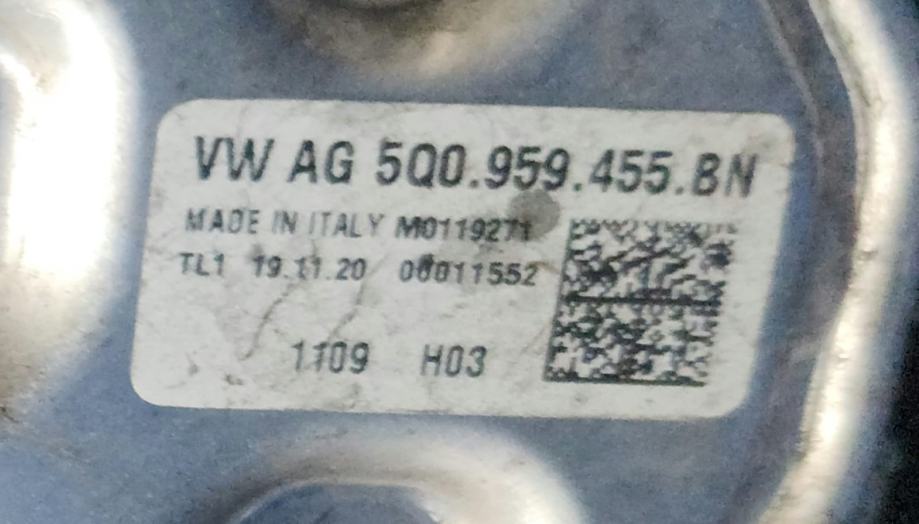 VW AG 5Q0.959.455.BN
MADE IN ITALY M0119271
TL1 19.11.20 00011552
1109 H03